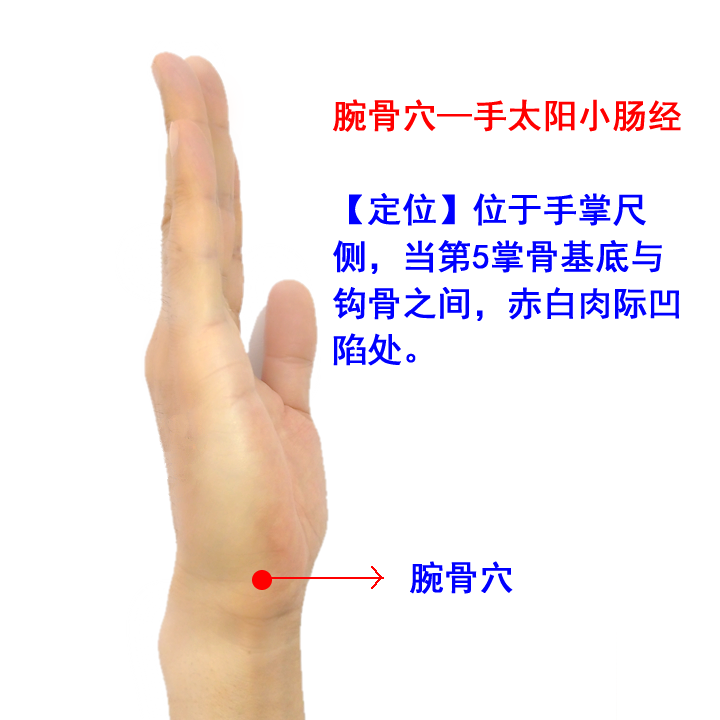 腕骨穴—手太阳小肠经
【定位】位于手掌尺
侧，当第5掌骨基底与
钩骨之间，赤白肉际凹
陷处。
腕骨穴